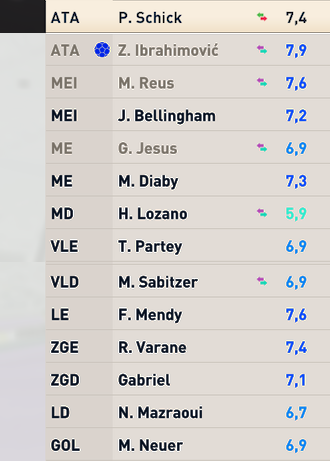 ATA P. Schick 7,4
ATA Z. Ibrahimović 7,9
MEI M. Reus 7,6
MEI J. Bellingham 7,2
ME G. Jesus 6,9
ME M. Diaby 7,3
MD H. Lozano 5,9
VLE T. Partey 6,9
VLD M. Sabitzer 6,9
LE F. Mendy 7,6
ZGE R. Varane 7,4
ZGD Gabriel 7,1
LD N. Mazraoui 6,7
GOL M. Neuer 6,9